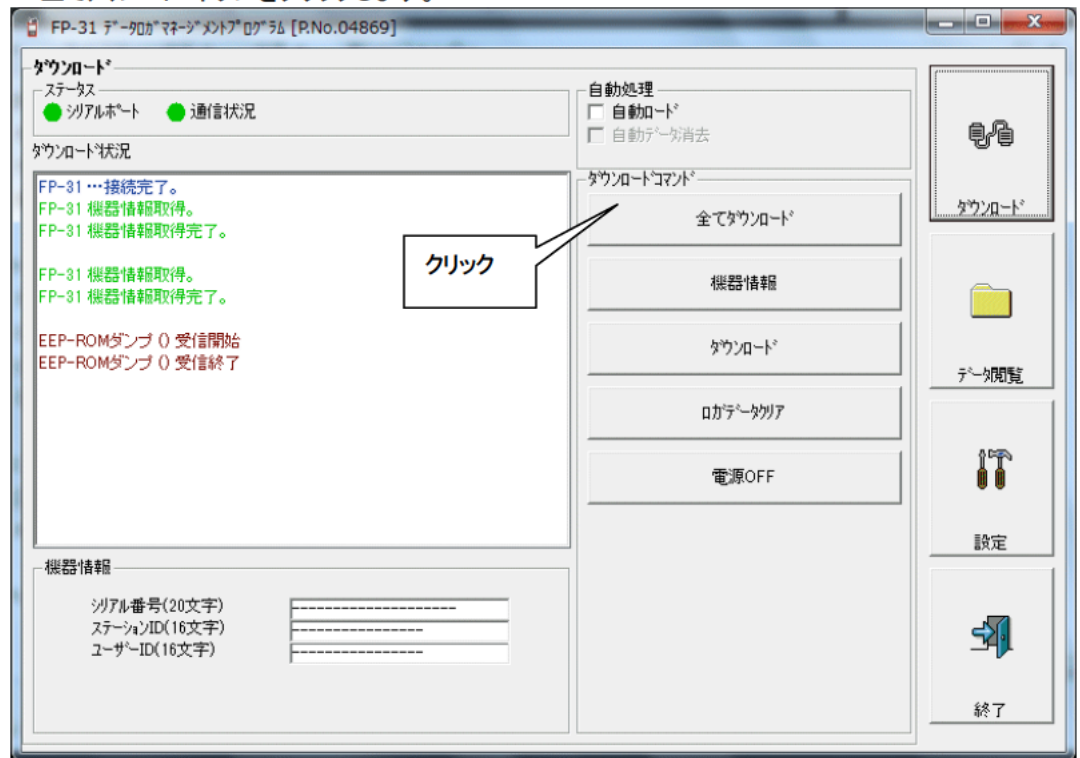 FP-31 ﾃﾞｰﾀﾛｶﾞﾏﾈｰｼﾞﾒﾝﾄﾌﾟﾛｸﾞﾗﾑ [P.No.04869]
ﾀﾞｳﾝﾛｰﾄﾞ
ｽﾃｰﾀｽ
ｼﾘｱﾙﾎﾟｰﾄ
通信状況
自動処理
自動ﾛｰﾄﾞ
自動ﾃﾞｰﾀ消去
ﾀﾞｳﾝﾛｰﾄﾞ状況
FP-31 …接続完了。
FP-31 機器情報取得。
FP-31 機器情報取得完了。
FP-31 機器情報取得。
FP-31 機器情報取得完了。
EEP-ROMダンプ () 受信開始
EEP-ROMダンプ () 受信終了
クリック
ﾀﾞｳﾝﾛｰﾄﾞｺﾏﾝﾄﾞ
全てﾀﾞｳﾝﾛｰﾄﾞ
機器情報
ﾀﾞｳﾝﾛｰﾄﾞ
ﾛｶﾞﾃﾞｰﾀｸﾘｱ
電源OFF
機器情報
ｼﾘｱﾙ番号(20文字) --------------------
ｽﾃｰｼｮﾝID(16文字) ----------------
ﾕｰｻﾞｰID(16文字) ----------------
ﾀﾞｳﾝﾛｰﾄﾞ
ﾃﾞｰﾀ閲覧
設定
終了